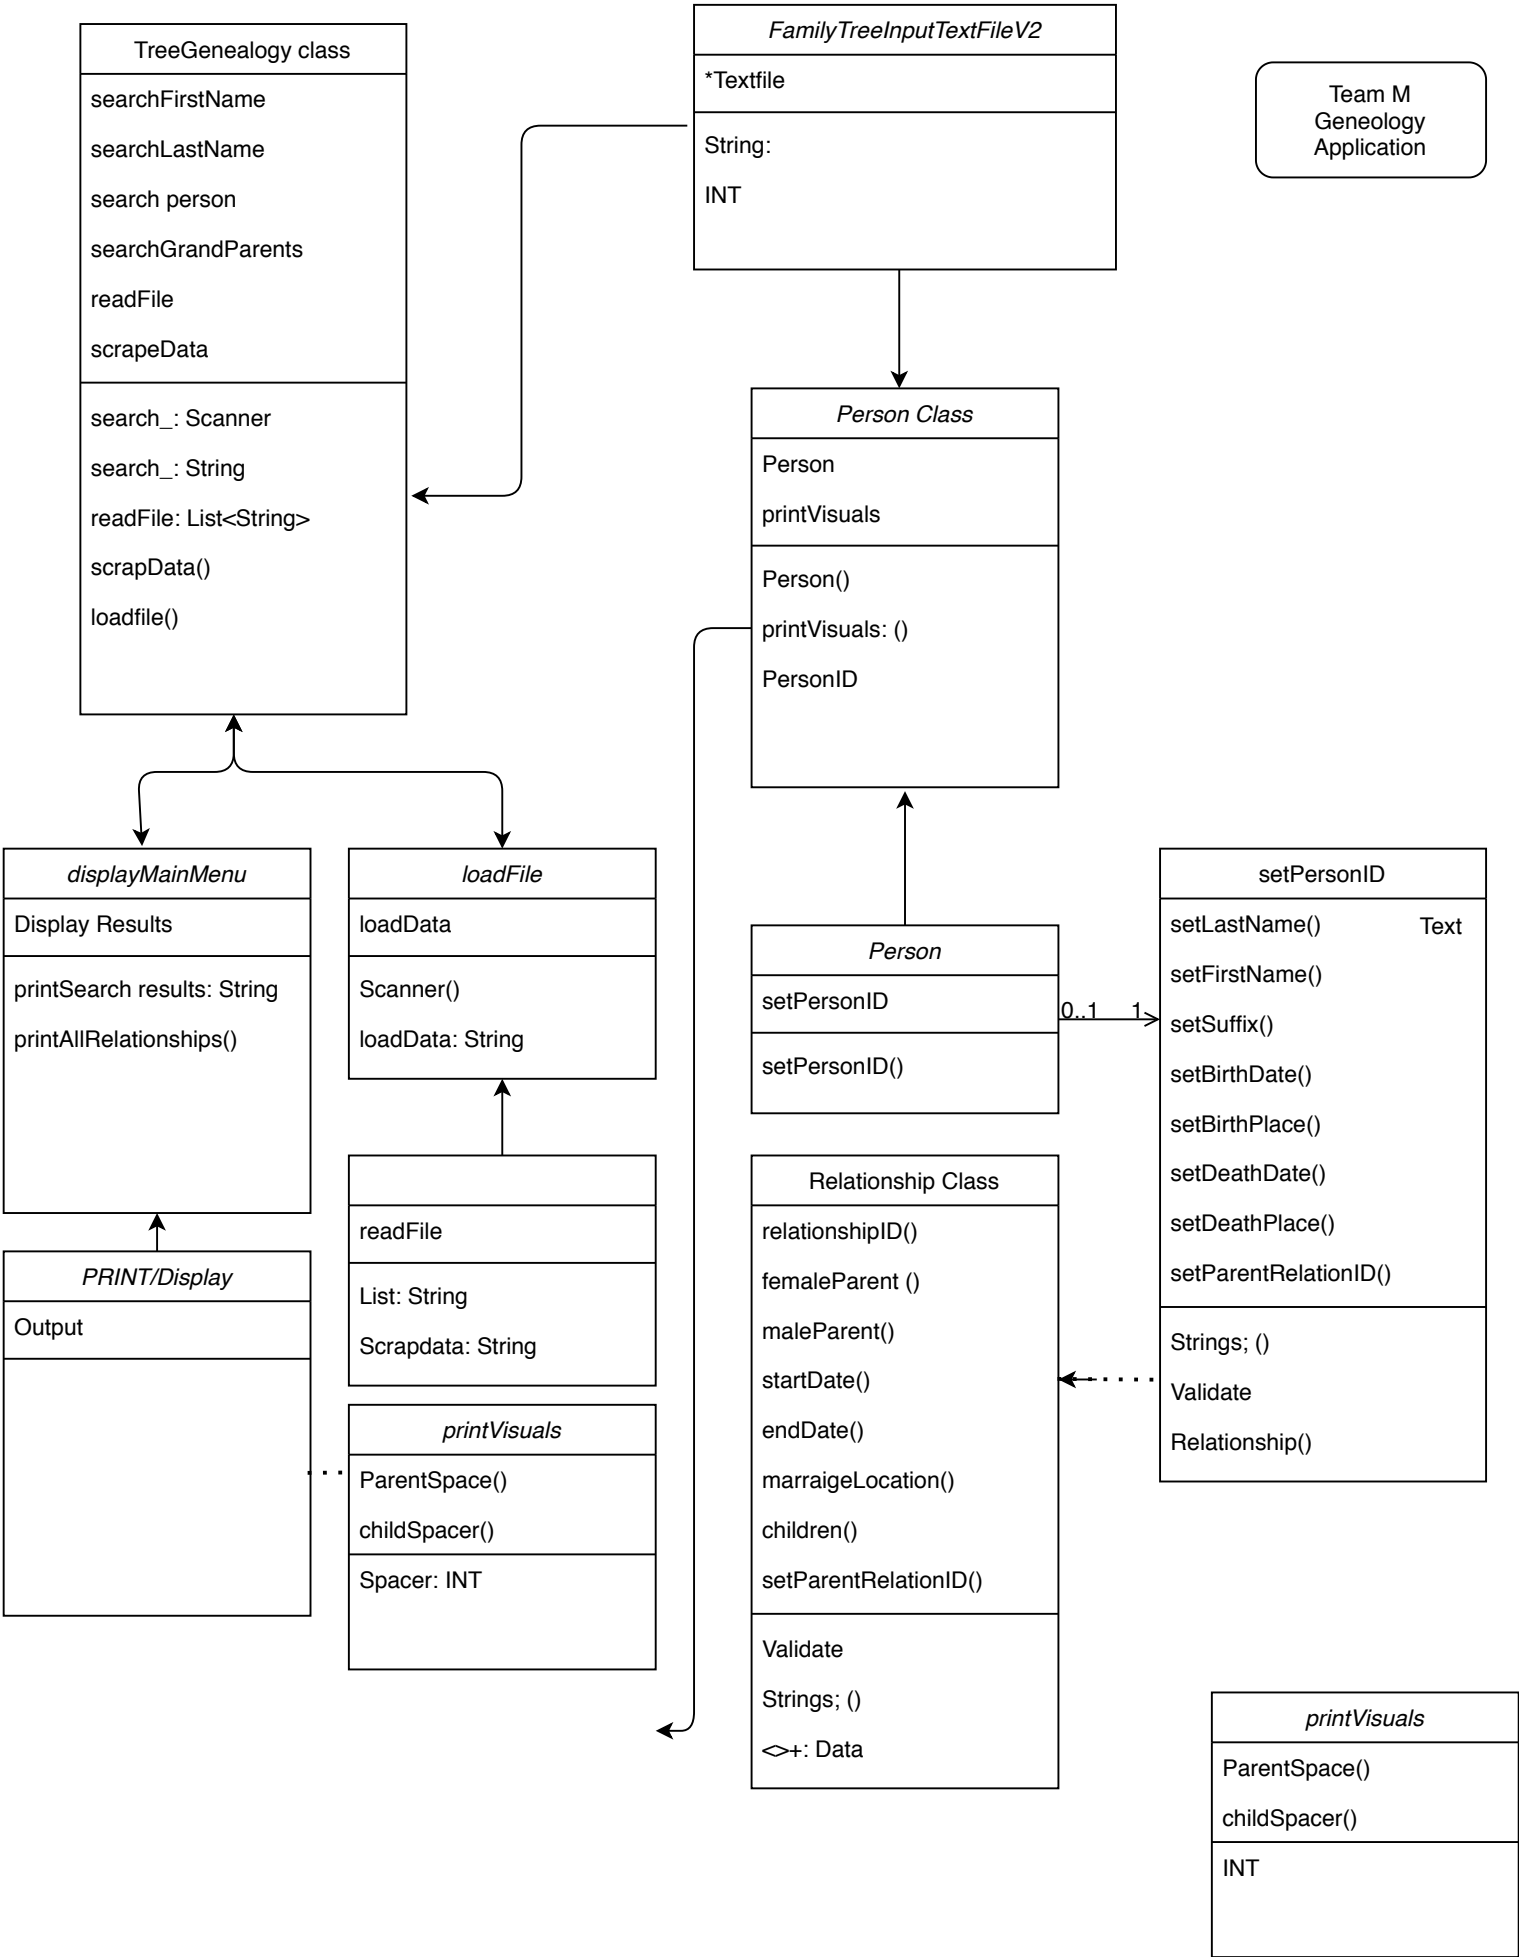 TreeGenealogy class
searchFirstName
searchLastName
search person
searchGrandParents
readFile
scrapeData
search_: Scanner
search_: String
readFile: List<String>
scrapData()
loadfile()
FamilyTreeInputTextFileV2
*Textfile
String:
INT
Team M
Geneology
Application
Person Class
Person
printVisuals
Person()
printVisuals: ()
PersonID
displayMainMenu
Display Results
printSearch results: String
printAllRelationships()
loadFile
loadData
Scanner()
loadData: String
Person
setPersonID
setPersonID()
0..1 1
setPersonID
setLastName() Text
setFirstName()
setSuffix()
setBirthDate()
setBirthPlace()
setDeathDate()
setDeathPlace()
setParentRelationID()
Strings; ()
Validate
Relationship()
PRINT/Display
Output
readFile
List: String
Scrapdata: String
printVisuals
ParentSpace()
childSpacer()
Spacer: INT
Relationship Class
relationshipID()
femaleParent ()
maleParent()
startDate()
endDate()
marraigeLocation()
children()
setParentRelationID()
Validate
Strings; ()
<>+: Data
printVisuals
ParentSpace()
childSpacer()
INT